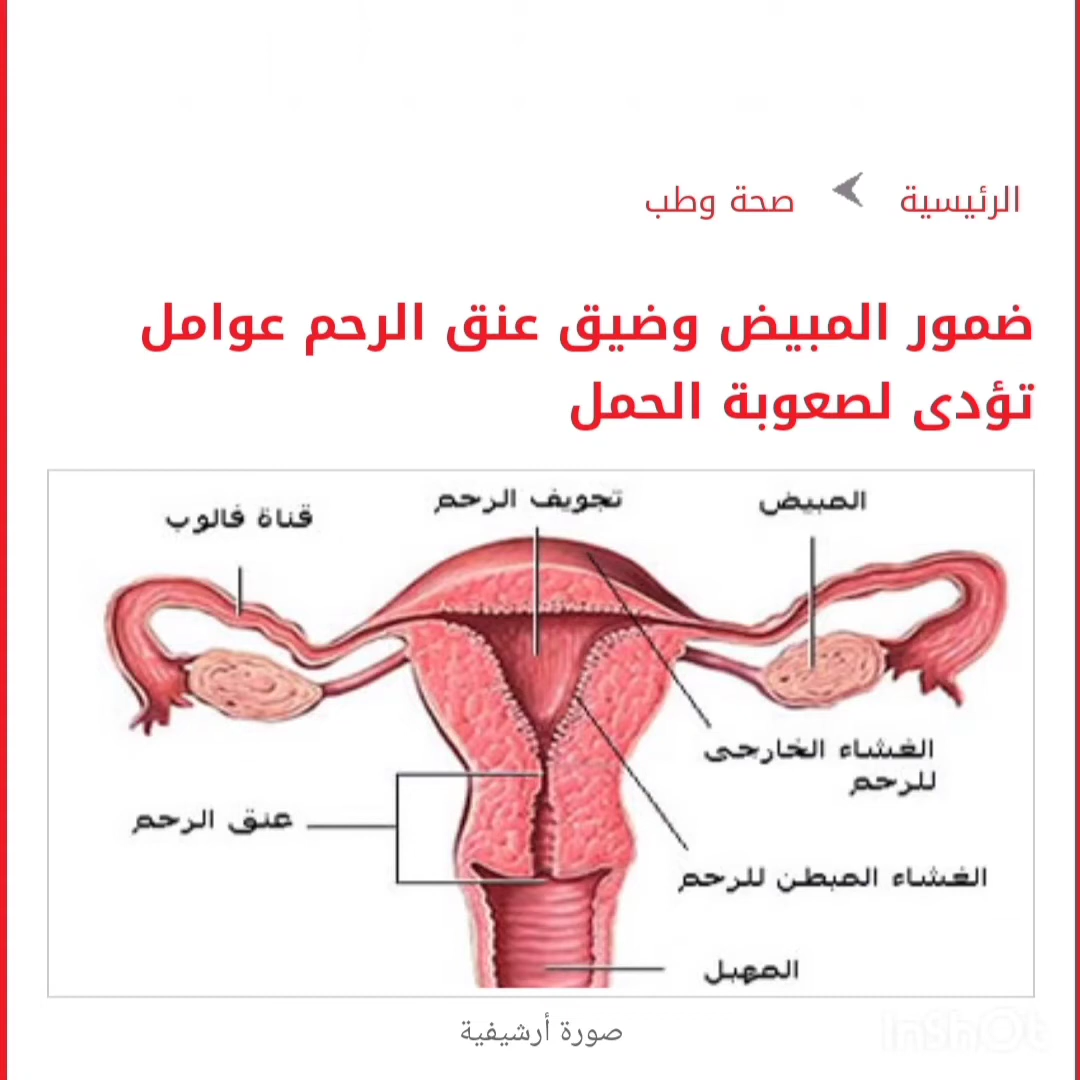 الرئيسية
صحة وطب
ضمور المبيض وضيق عنق الرحم عوامل
تؤدى لصعوبة الحمل
المبيض
تجويف الرحم
قناة فالوب
الغشاء الخارجى
للرحم
عنق الرحم
الغشاء المبطن للرحم
المهبل
صورة أرشيفية
InShOt